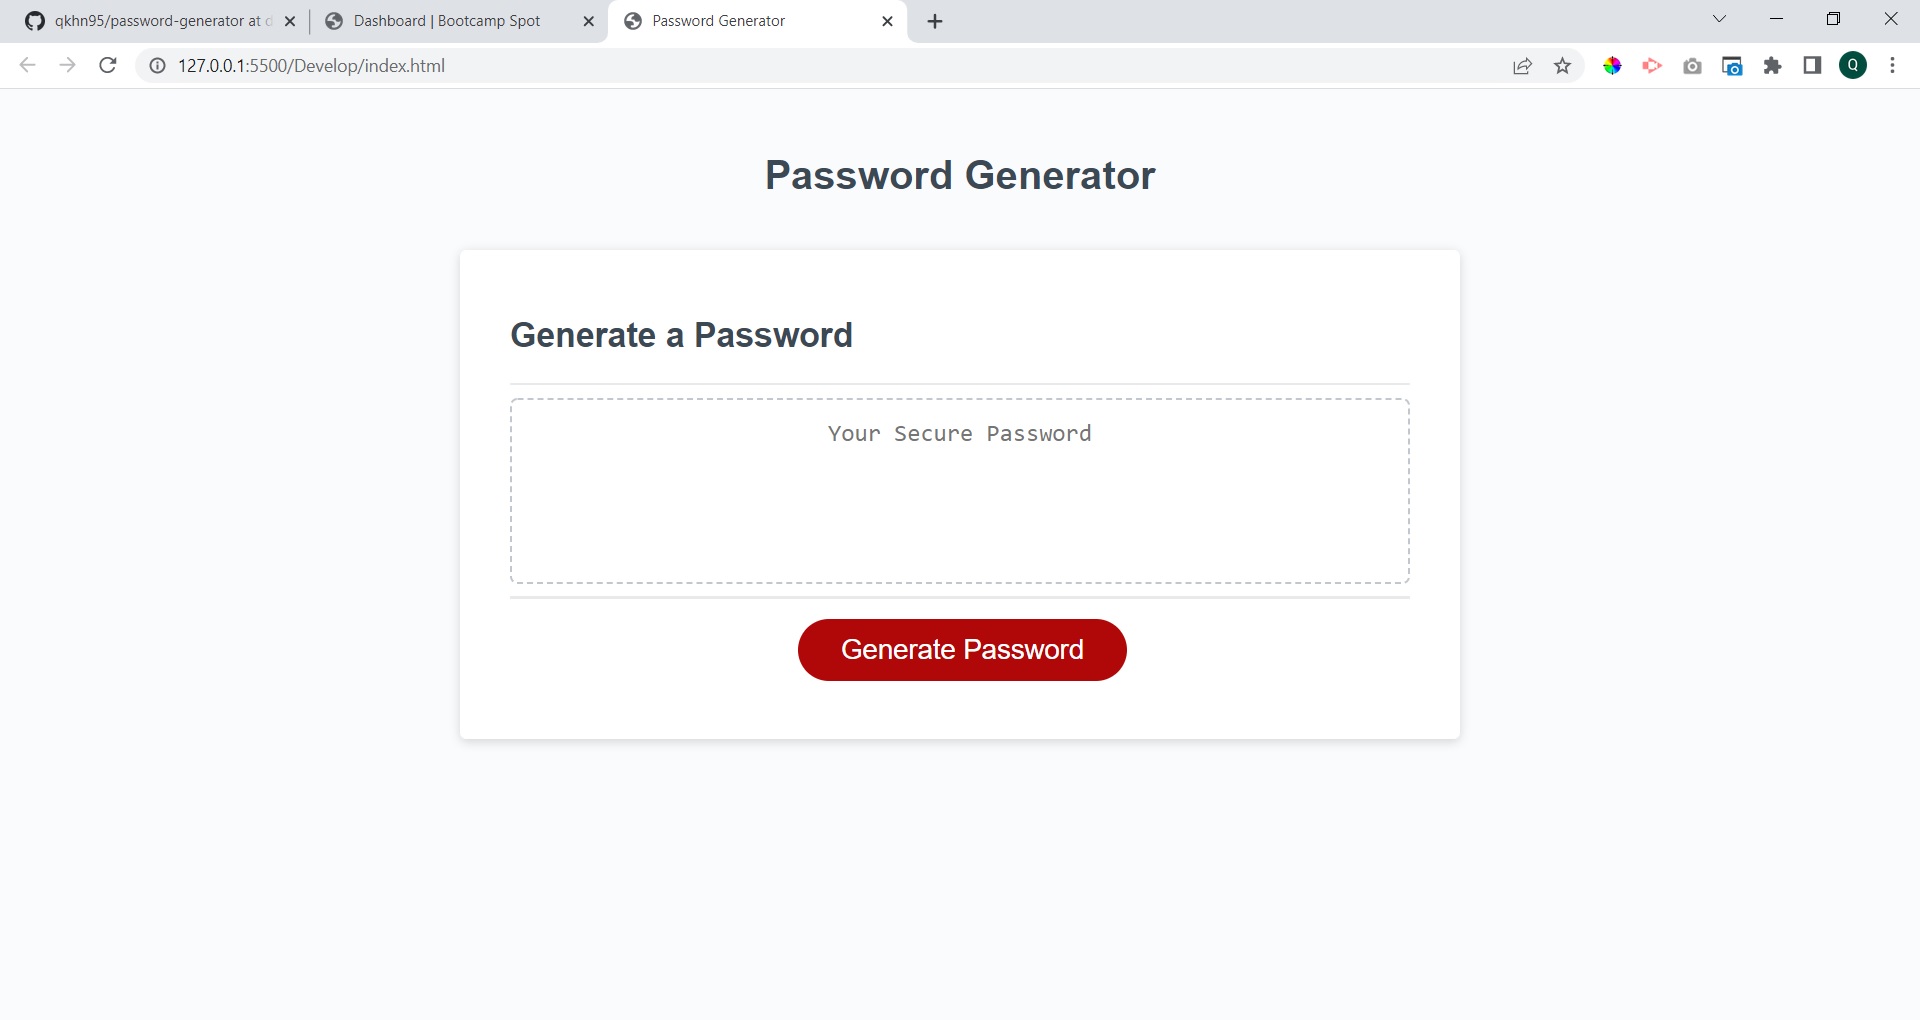 qkhn95/password-generator at
Dashboard | Bootcamp Spot
Password Generator
127.0.0.1:5500/Develop/index.html
Q
Password Generator
Generate a Password
Your Secure Password
Generate Password